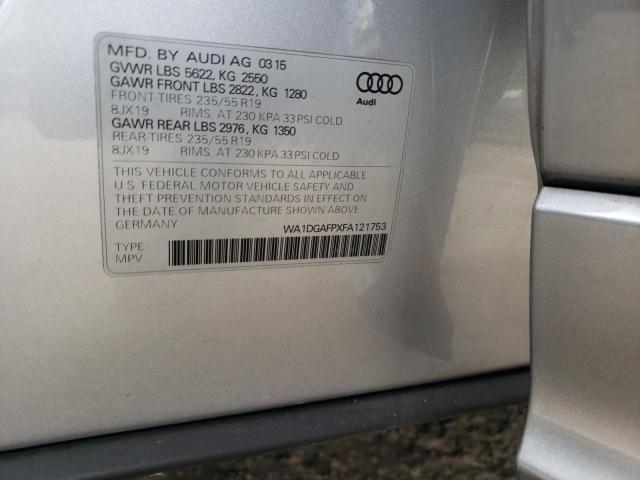 MFD. BY AUDI AG 03 15
GVWR LBS 5622, KG 2550
GAWR FRONT LBS 2822, KG 1280
FRONT-TIRES 235/55 R19
8JX19 RIMS, AT 230 KPA 33 PSI COLD
GAWR REAR LBS 2976, KG 1350
REAR-TIRES 235/55 R19
8JX19 RIMS, AT 230 KPA 33 PSI COLD
Audi
THIS VEHICLE CONFORMS TO ALL APPLICABLE
U.S. FEDERAL MOTOR VEHICLE SAFETY AND
THEFT PREVENTION STANDARDS IN EFFECT ON
THE DATE OF MANUFACTURE SHOWN ABOVE.
GERMANY
WA1DGAFPXFA121753
TYPE:
MPV